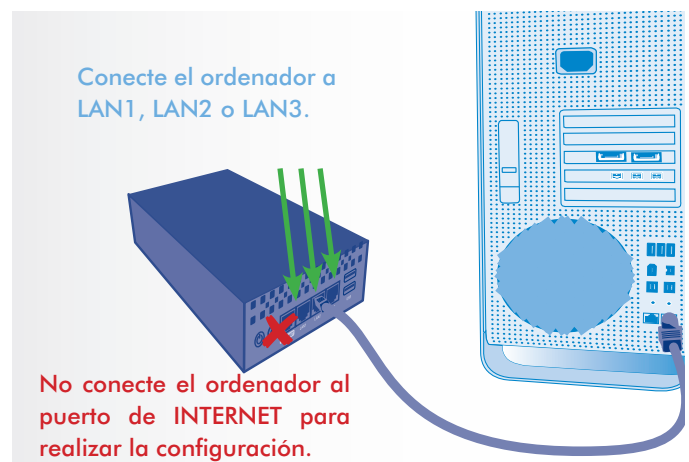 Conecte el ordenador a
LAN1, LAN2 o LAN3.
No conecte el ordenador al
puerto de INTERNET para
realizar la configuración.